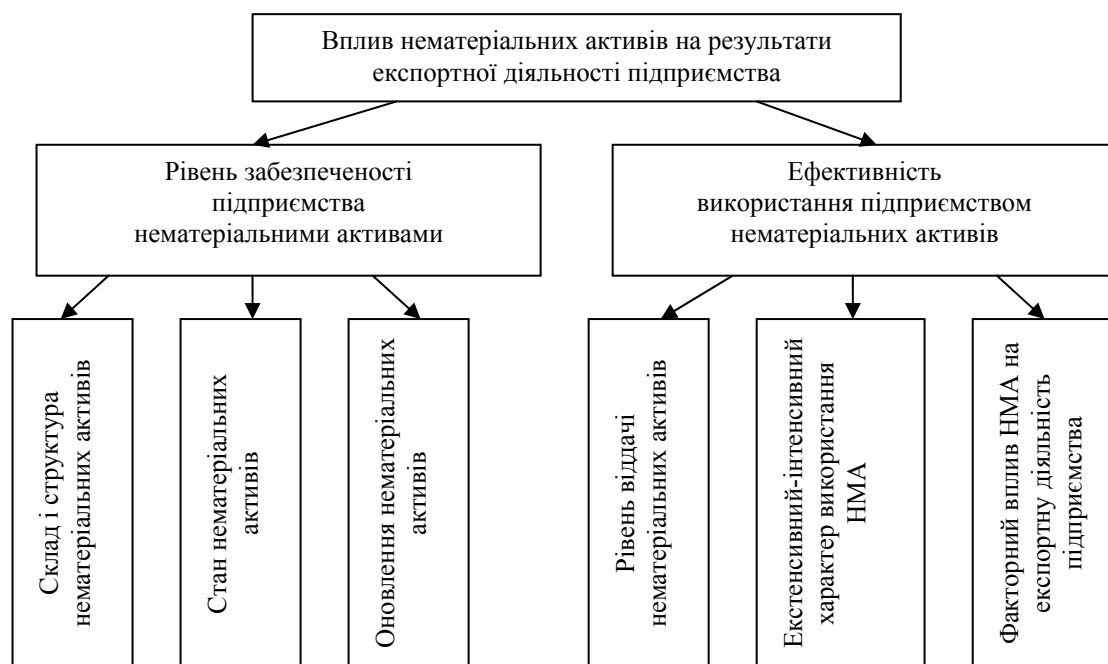 Вплив нематеріальних активів на результати
експортної діяльності підприємства
Рівень забезпеченості
підприємства
нематеріальними активами
Ефективність
використання підприємством
нематеріальних активів
Склад і структура
нематеріальних активів
Стан нематеріальних
активів
Оновлення нематеріальних
активів
Рівень віддачі
нематеріальних активів
Екстенсивний-інтенсивний
характер використання
НМА
Факторний вплив НМА на
експортну діяльність
підприємства